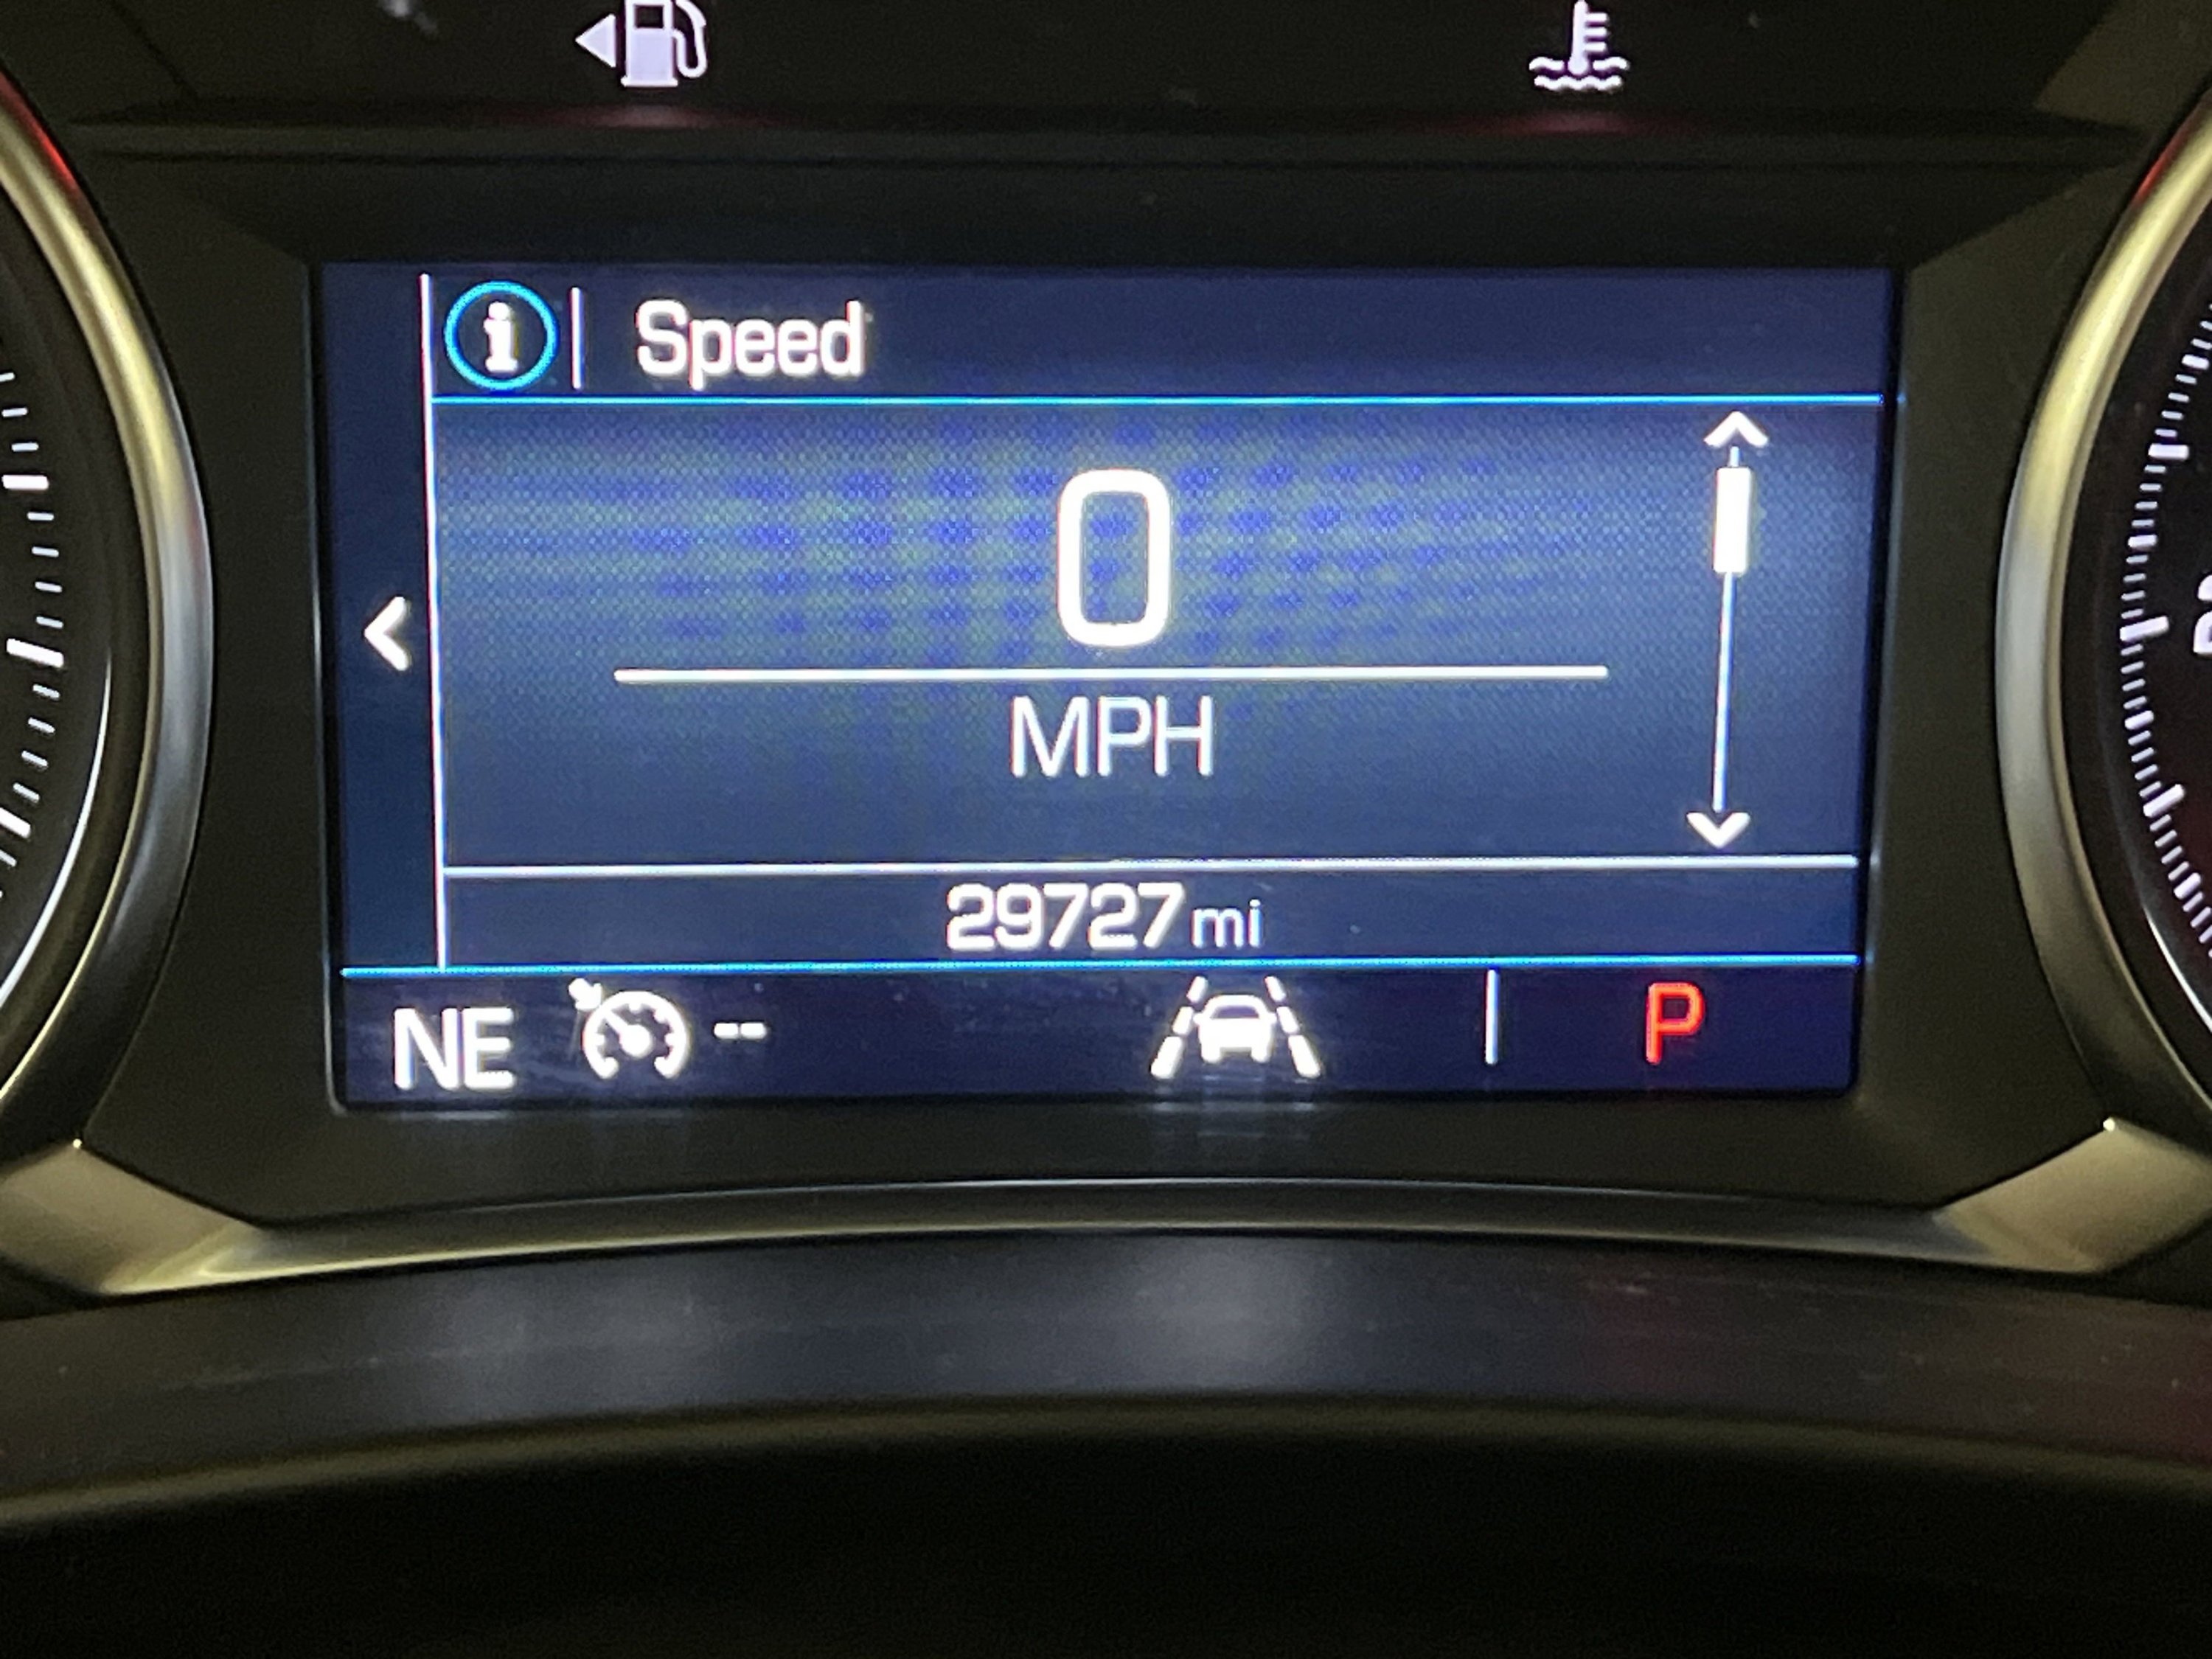 Speed
0
MPH
29727 mi
NE -- P